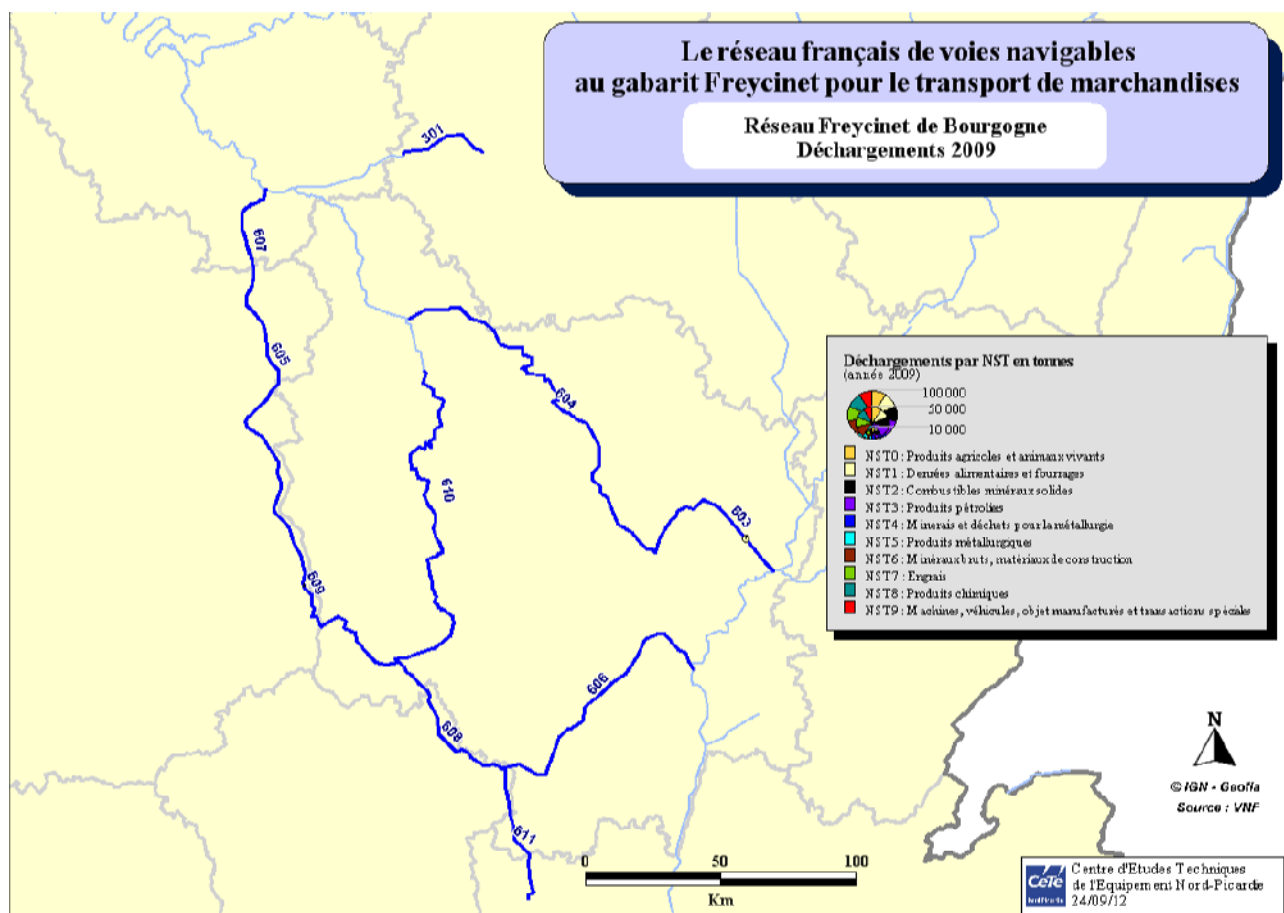 Le réseau français de voies navigables
au gabarit Freycinet pour le transport de marchandises
Réseau Freycinet de Bourgogne
Déchargements 2009
301
607
605
604
610
603
609
606
608
611
Déchargements par NST en tonnes
(année 2009)
100 000
50 000
10 000
NST0 : Produits agricoles et animaux vivants
NST1 : Denrées alimentaires et fourrages
NST2 : Combustibles minéraux solides
NST3 : Produits pétroliers
NST4 : Minerais et déchets pour la métallurgie
NST5 : Produits métallurgiques
NST6 : Minéraux bruts, matériaux de construction
NST7 : Engrais
NST8 : Produits chimiques
NST9 : Machines, véhicules, objet manufacturés et transactions spéciales
N
© IGN - Geofla
Source : VNF
0 50 100
Km
CeTe
Nord Picardie
Centre d'Etudes Techniques
de l'Equipement Nord-Picardie
24/09/12